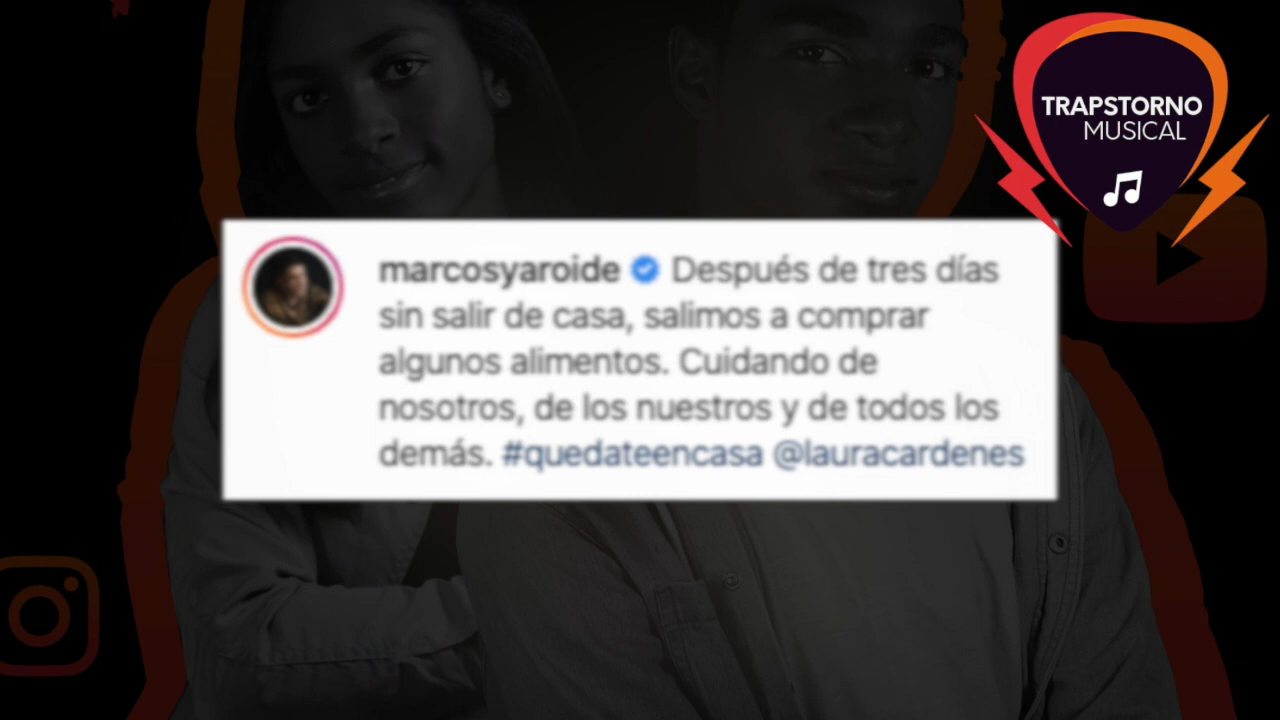 TRAPSTORNO
MUSICAL
marcosyaroide Después de tres días
sin salir de casa, salimos a comprar
algunos alimentos. Cuidando de
nosotros, de los nuestros y de todos los
demás. #quedateencasa @lauracardenes